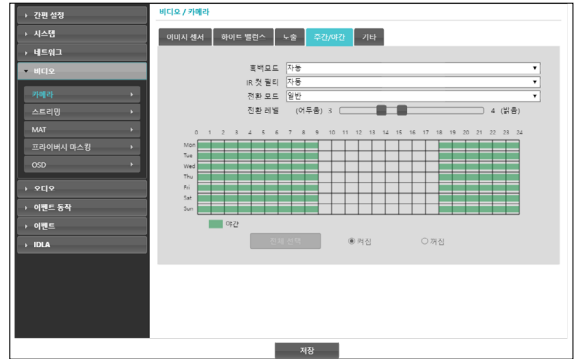 비디오 / 카메라
간편 설정
시스템
네트워크
비디오
카메라
스트리밍
MAT
프라이버시 마스킹
OSD
오디오
이벤트 동작
이벤트
IDLA
이미지 센서 화이트 밸런스 노출 주간/야간 기타
흑백모드 자동
IR 컷 필터 자동
전환 모드 일반
전환 레벨 (어두움) 3 4 (밝음)
0 1 2 3 4 5 6 7 8 9 10 11 12 13 14 15 16 17 18 19 20 21 22 23 24
Mon
Tue
Wed
Thu
Fri
Sat
Sun
야간
전체 선택 켜짐 꺼짐
저장